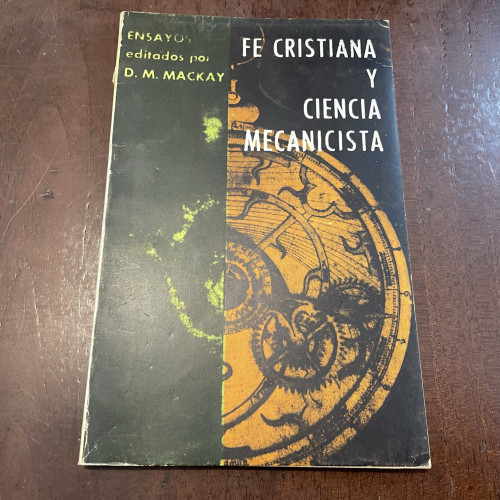 ENSAYOS
editados por
D. M. MACKAY
FE CRISTIANA
Y
CIENCIA
MECANICISTA